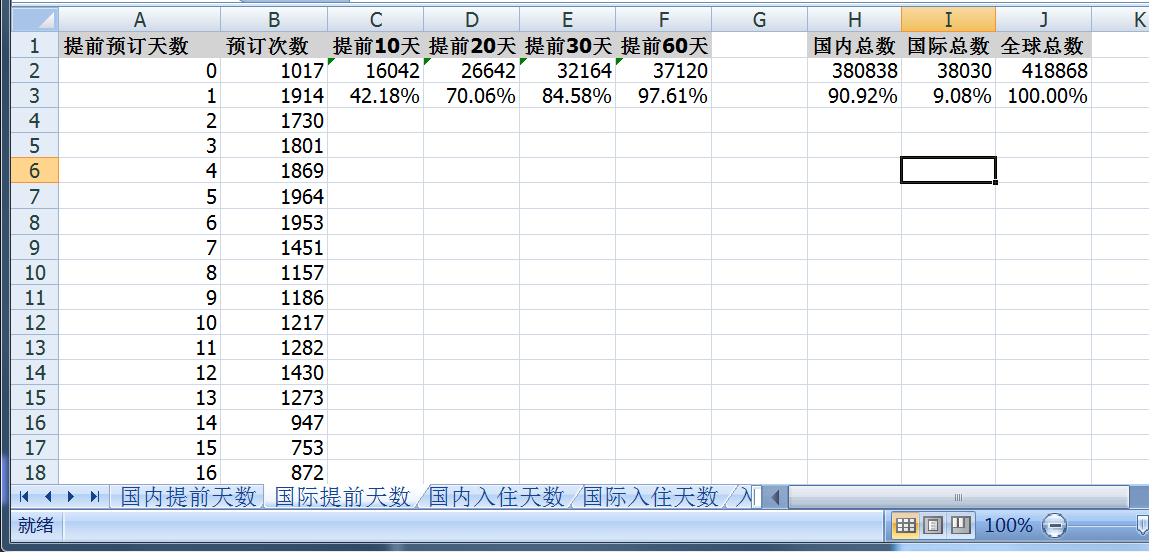 A B C D E F G H I J K
1 提前预订天数 预订次数 提前10天 提前20天 提前30天 提前60天 国内总数 国际总数 全球总数
2 0 1017 16042 26642 32164 37120 380838 38030 418868
3 1 1914 42.18% 70.06% 84.58% 97.61% 90.92% 9.08% 100.00%
4 2 1730
5 3 1801
6 4 1869
7 5 1964
8 6 1953
9 7 1451
10 8 1157
11 9 1186
12 10 1217
13 11 1282
14 12 1430
15 13 1273
16 14 947
17 15 753
18 16 872
国内提前天数 国际提前天数 国内入住天数 国际入住天数 入
就绪 100%